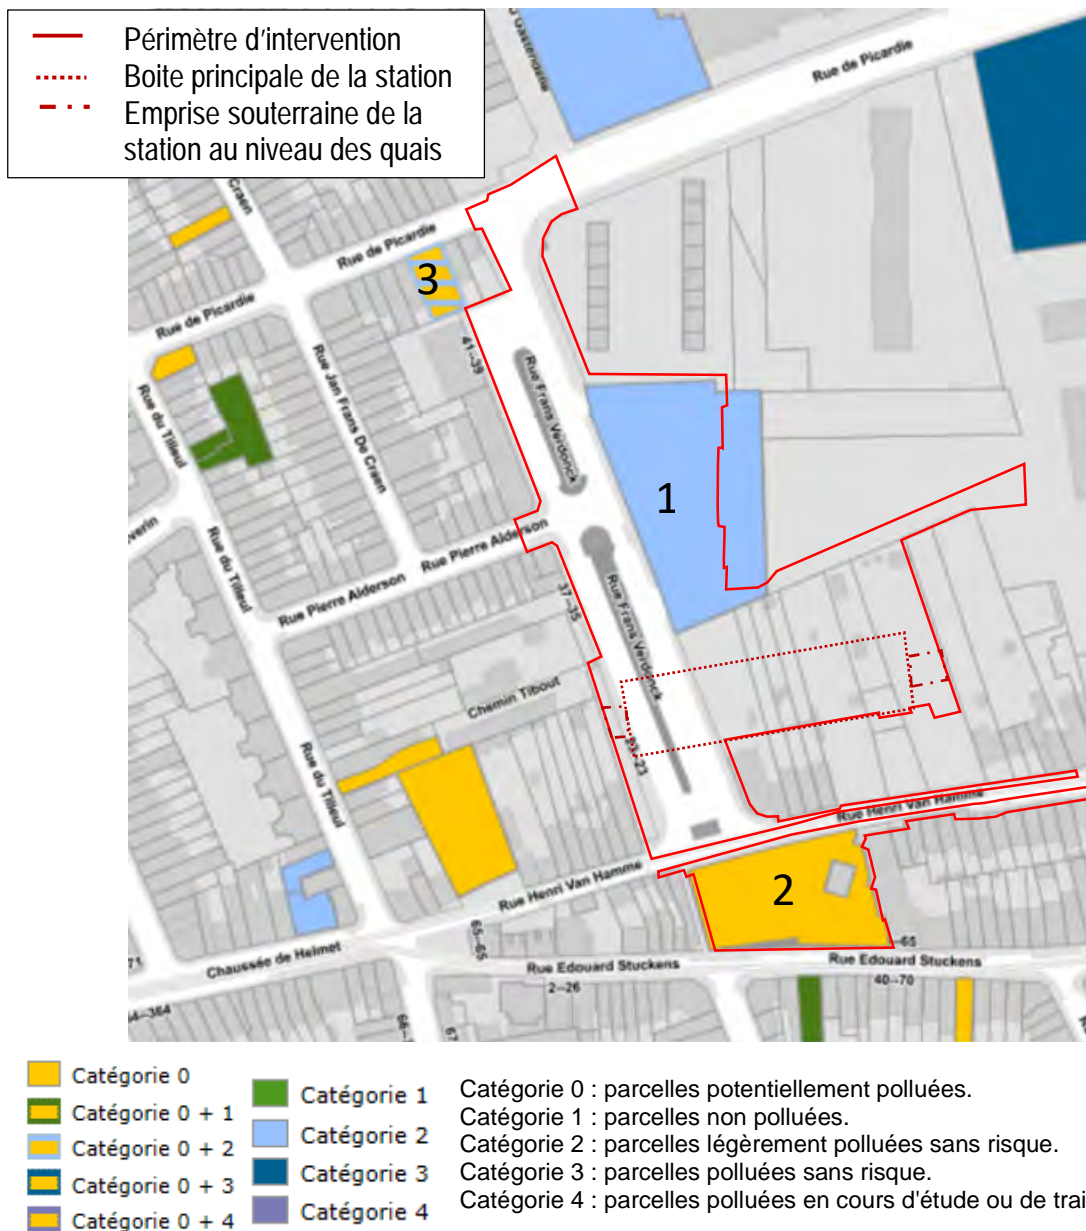 Périmètre d'intervention
Boite principale de la station
Emprise souterraine de la
station au niveau des quais
Rue de Picardie
Craen
Rue de Picardie
3
Rue de Picardie
41--39
Rue Jan Frans De Craen
Rue Frans Verdonck
Rue du Tilleul
1
Rue Pierre Alderson
Rue du Tilleul
Rue Pierre Alderson
37--35
Rue Frans Verdonck
Chemin Tibout
Rue du Tilleul
Rue Henri Van Hamme
2
Rue Henri Van Hamme
65--65
Chaussée de Helmet
Rue Edouard Stuckens
Rue Edouard Stuckens
2--26
40--70
Catégorie 0
Catégorie 0 + 1
Catégorie 0 + 2
Catégorie 0 + 3
Catégorie 0 + 4
Catégorie 1
Catégorie 2
Catégorie 3
Catégorie 4
Catégorie 0 : parcelles potentiellement polluées.
Catégorie 1 : parcelles non polluées.
Catégorie 2 : parcelles légèrement polluées sans risque.
Catégorie 3 : parcelles polluées sans risque.
Catégorie 4 : parcelles polluées en cours d'étude ou de trai